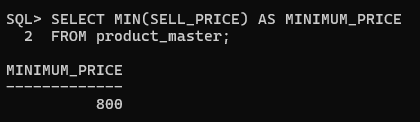 SQL> SELECT MIN(SELL_PRICE) AS MINIMUM_PRICE
  2  FROM product_master;
MINIMUM_PRICE
-------------
          800